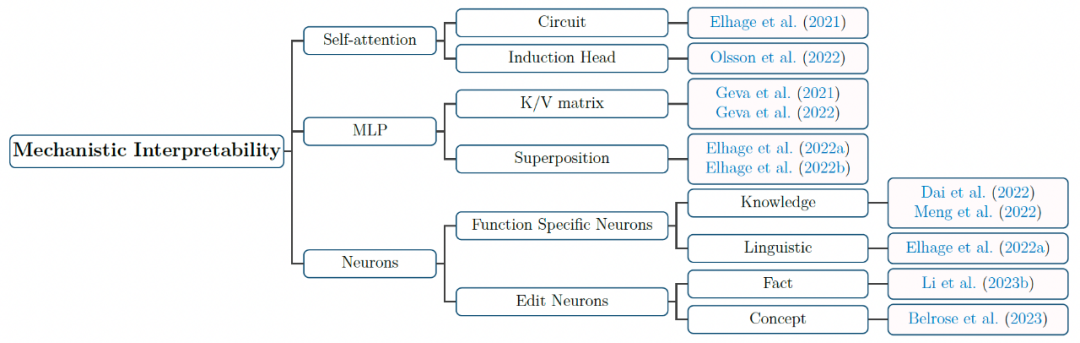 Mechanistic Interpretability
Self-attention
Circuit
Elhage et al. (2021)
Induction Head
Olsson et al. (2022)
MLP
K/V matrix
Geva et al. (2021)
Geva et al. (2022)
Superposition
Elhage et al. (2022a)
Elhage et al. (2022b)
Neurons
Function Specific Neurons
Knowledge
Dai et al. (2022)
Meng et al. (2022)
Linguistic
Elhage et al. (2022a)
Edit Neurons
Fact
Li et al. (2023b)
Concept
Belrose et al. (2023)